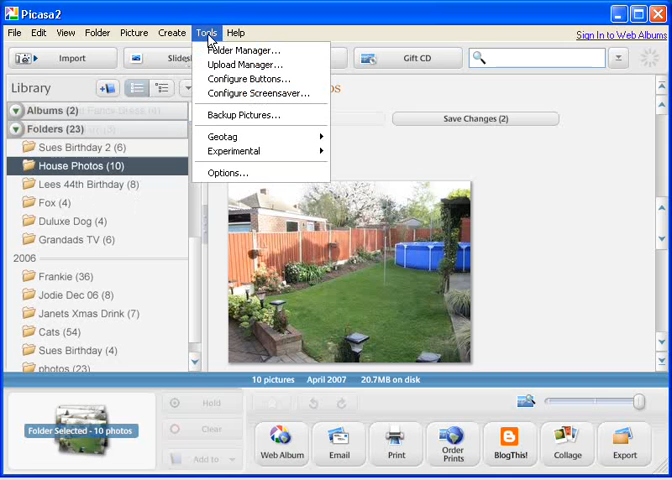 Picasa2
File Edit View Folder Picture Create Tools Help
Sign In to Web Albums
Import
Slides
Gift CD
Folder Manager...
Upload Manager...
Configure Buttons...
Configure Screensaver...
Backup Pictures...
Geotag
Experimental
Options...
Library
Albums (2)
Folders (23)
Sues Birthday 2 (6)
House Photos (10)
Lees 44th Birthday (8)
Fox (4)
Duluxe Dog (4)
Grandads TV (6)
2006
Frankie (36)
Jodie Dec 06 (8)
Janets Xmas Drink (7)
Cats (54)
Sues Birthday (4)
photos (23)
Save Changes (2)
10 pictures April 2007 20.7MB on disk
Folder Selected - 10 photos
Hold
Clear
Add to
Web Album
Email
Print
Order Prints
BlogThis!
Collage
Export